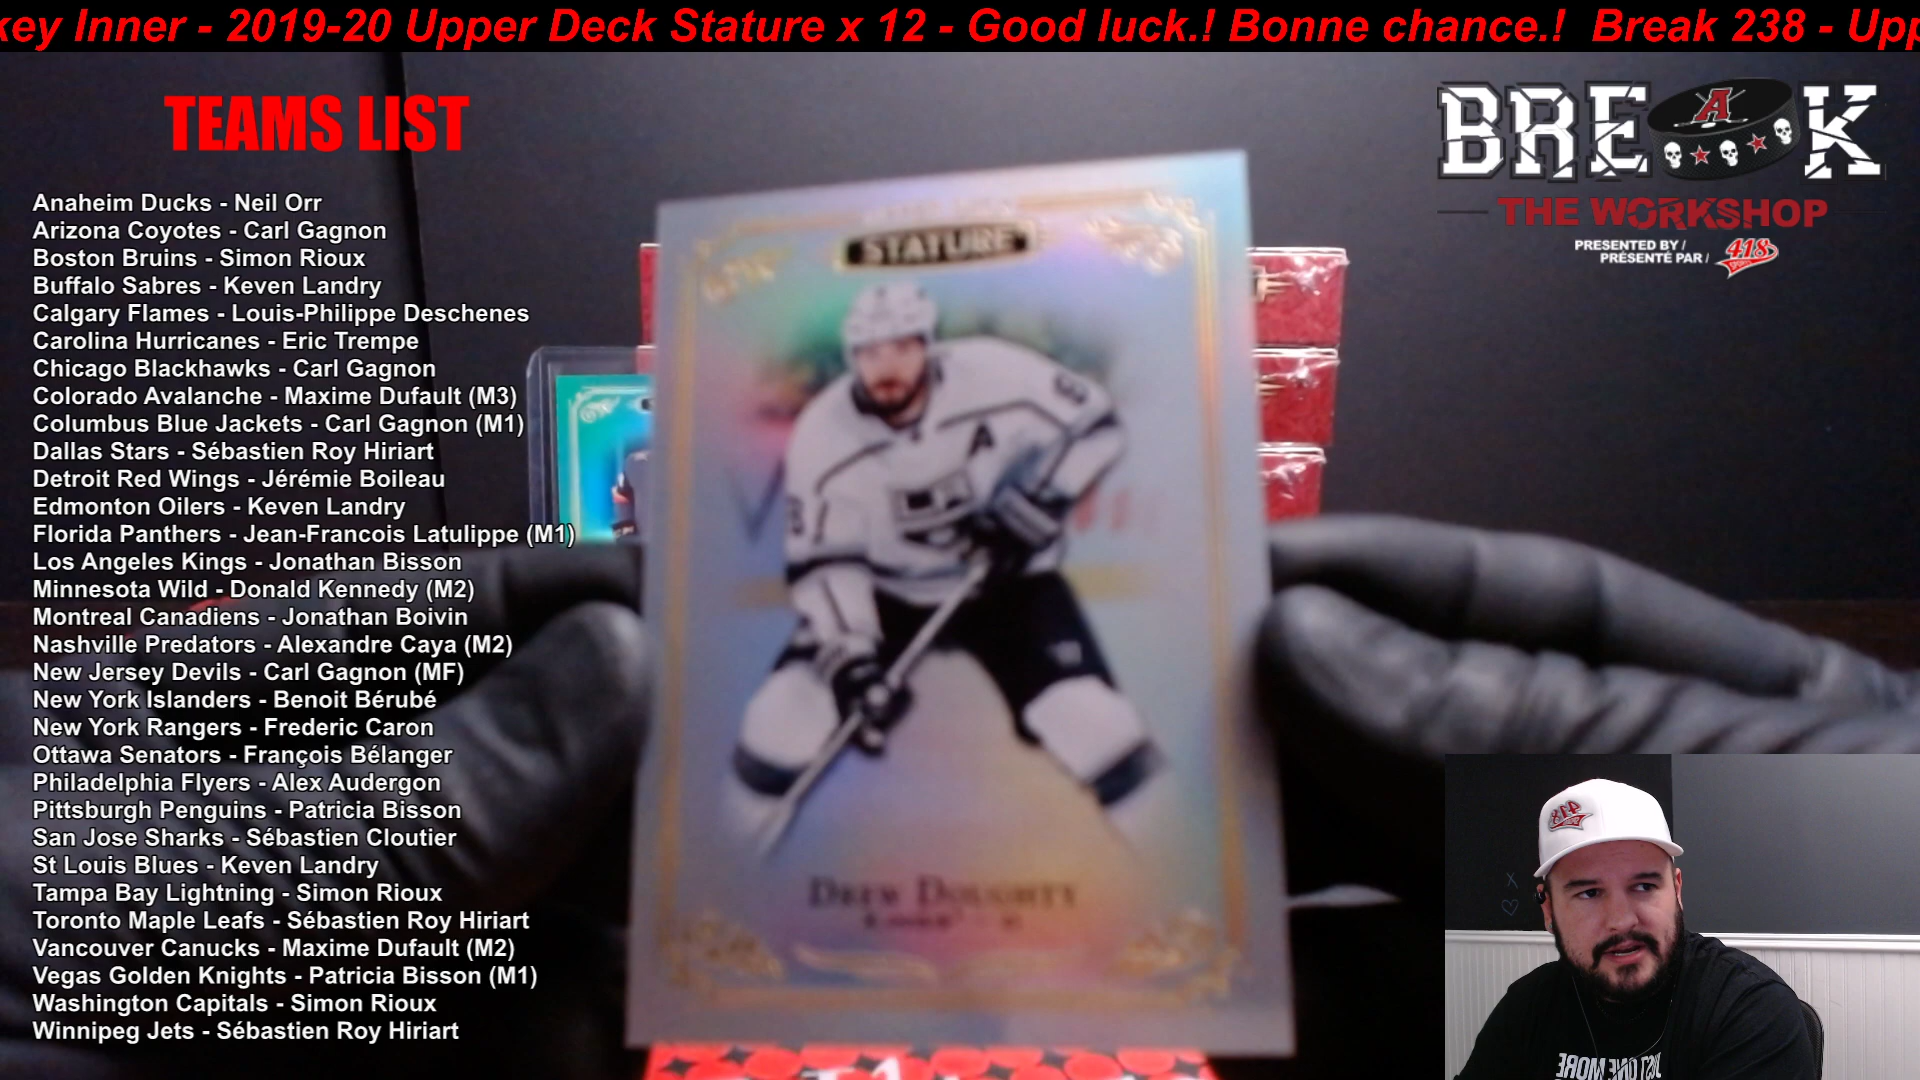 key Inner - 2019-20 Upper Deck Stature x 12 - Good luck.! Bonne chance.! Break 238 - Upp
TEAMS LIST
Anaheim Ducks - Neil Orr
Arizona Coyotes - Carl Gagnon
Boston Bruins - Simon Rioux
Buffalo Sabres - Keven Landry
Calgary Flames - Louis-Philippe Deschenes
Carolina Hurricanes - Eric Trempe
Chicago Blackhawks - Carl Gagnon
Colorado Avalanche - Maxime Dufault (M3)
Columbus Blue Jackets - Carl Gagnon (M1)
Dallas Stars - Sébastien Roy Hiriart
Detroit Red Wings - Jérémie Boileau
Edmonton Oilers - Keven Landry
Florida Panthers - Jean-Francois Latulippe (M1)
Los Angeles Kings - Jonathan Bisson
Minnesota Wild - Donald Kennedy (M2)
Montreal Canadiens - Jonathan Boivin
Nashville Predators - Alexandre Caya (M2)
New Jersey Devils - Carl Gagnon (MF)
New York Islanders - Benoit Bérubé
New York Rangers - Frederic Caron
Ottawa Senators - François Bélanger
Philadelphia Flyers - Alex Audergon
Pittsburgh Penguins - Patricia Bisson
San Jose Sharks - Sébastien Cloutier
St Louis Blues - Keven Landry
Tampa Bay Lightning - Simon Rioux
Toronto Maple Leafs - Sébastien Roy Hiriart
Vancouver Canucks - Maxime Dufault (M2)
Vegas Golden Knights - Patricia Bisson (M1)
Washington Capitals - Simon Rioux
Winnipeg Jets - Sébastien Roy Hiriart
STATURE
A
DREW DOUGHTY
BREAK
A
THE WORKSHOP
PRESENTED BY /
PRÉSENTÉ PAR /
418
JUST ONE MORE